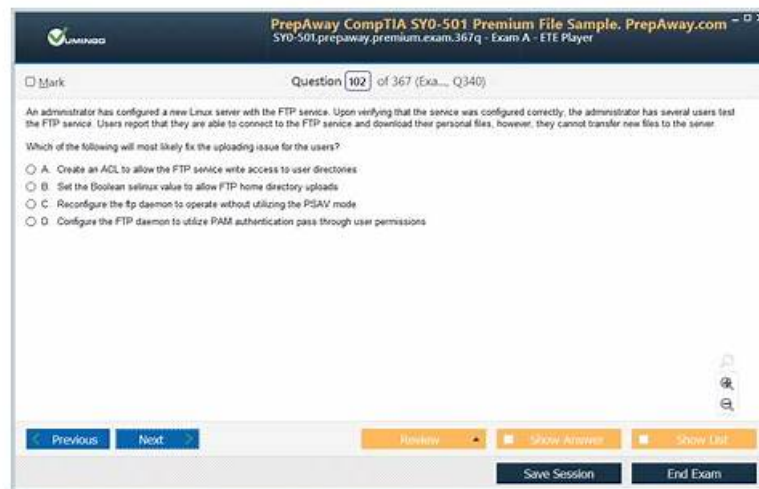 VUMINGO
PrepAway CompTIA SY0-501 Premium File Sample. PrepAway.com
SY0-501.prepaway.premium.exam.367q - Exam A - ETE Player
Mark
Question 102 of 367 (Exa..., Q340)
An administrator has configured a new Linux server with the FTP service. Upon verifying that the service was configured correctly, the administrator has several users test
the FTP service. Users report that they are able to connect to the FTP service and download their personal files, however, they cannot transfer new files to the server.
Which of the following will most likely fix the uploading issue for the users?
A. Create an ACL to allow the FTP service write access to user directories
B. Set the Boolean selinux value to allow FTP home directory uploads
C. Reconfigure the ftp daemon to operate without utilizing the PSAV mode
D. Configure the FTP daemon to utilize PAM authentication pass through user permissions
Previous
Next
Review
Show Answer
Show List
Save Session
End Exam